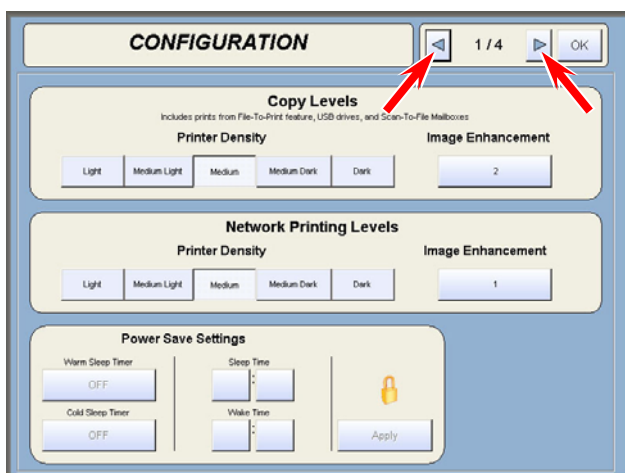 CONFIGURATION
1 / 4
OK
Copy Levels
Includes prints from File-To-Print feature, USB drives, and Scan-To-File Mailboxes
Printer Density
Image Enhancement
Light Medium Light Medium Medium Dark Dark
2
Network Printing Levels
Printer Density
Image Enhancement
Light Medium Light Medium Medium Dark Dark
1
Power Save Settings
Warm Sleep Timer
OFF
Cold Sleep Timer
OFF
Sleep Time
:
Wake Time
:
Apply